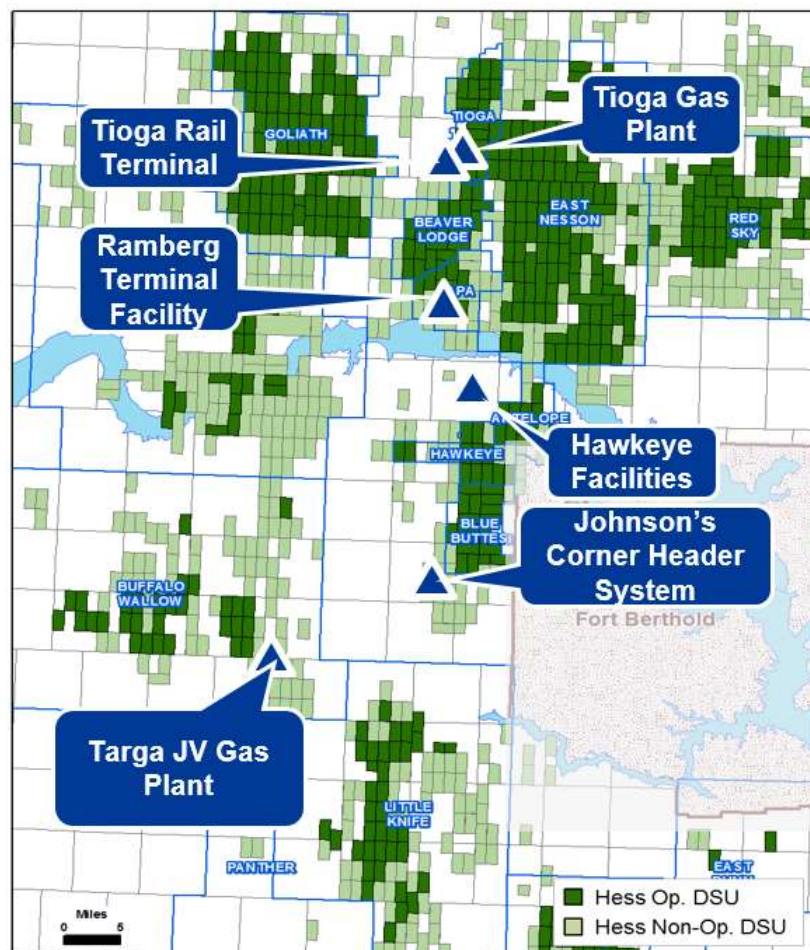 TIOGA
Tioga Gas
Plant
Tioga Rail
Terminal
GOLIATH
EAST
NESSON
BEAVER
LODGE
RED
SKY
Ramberg
Terminal
Facility
PA
HAWKEYE
Hawkeye
Facilities
BLUE
BUTTES
Johnson's
Corner Header
System
BUFFALO
WALLOW
Fort Berthold
Targa JV Gas
Plant
LITTLE
KNIFE
PANTHER
EAST
Miles
0 5
Hess Op. DSU
Hess Non-Op. DSU